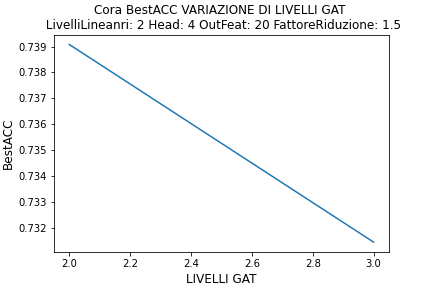 Cora BestACC VARIAZIONE DI LIVELLI GAT
LivelliLineanri: 2 Head: 4 OutFeat: 20 FattoreRiduzione: 1.5
BestACC
0.739
0.738
0.737
0.736
0.735
0.734
0.733
0.732
2.0 2.2 2.4 2.6 2.8 3.0
LIVELLI GAT